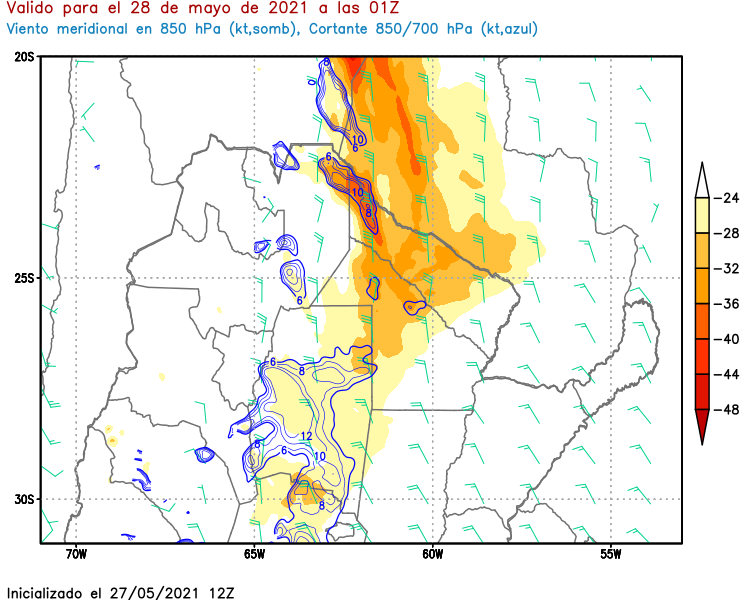 Valido para el 28 de mayo de 2021 a las 01Z
Viento meridional en 850 hPa (kt,somb), Cortante 850/700 hPa (kt,azul)
20S
25S
30S
70W
65W
60W
55W
8
0
10
6
6
10
8
6
6
8
12
8
6
10
8
-24
-28
-32
-36
-40
-44
-48
Inicializado el 27/05/2021 12Z